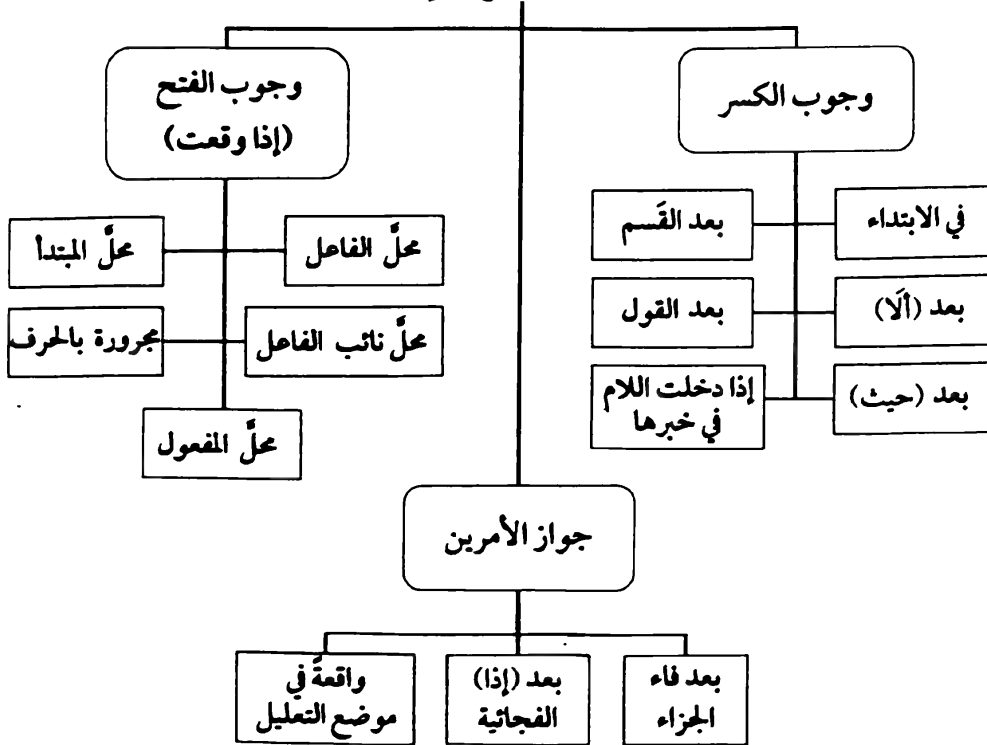 وجوب الكسر
في الابتداء
بعد القَسم
بعد (ألَا)
بعد القول
بعد (حيث)
إذا دخلت اللام
في خبرها
وجوب الفتح
(إذا وقعت)
محلَّ الفاعل
محلَّ المبتدأ
محلَّ نائب الفاعل
مجرورة بالحرف
محلَّ المفعول
جواز الأمرين
بعد فاء
الجزاء
بعد (إذا)
الفجائية
واقعةً في
موضع التعليل